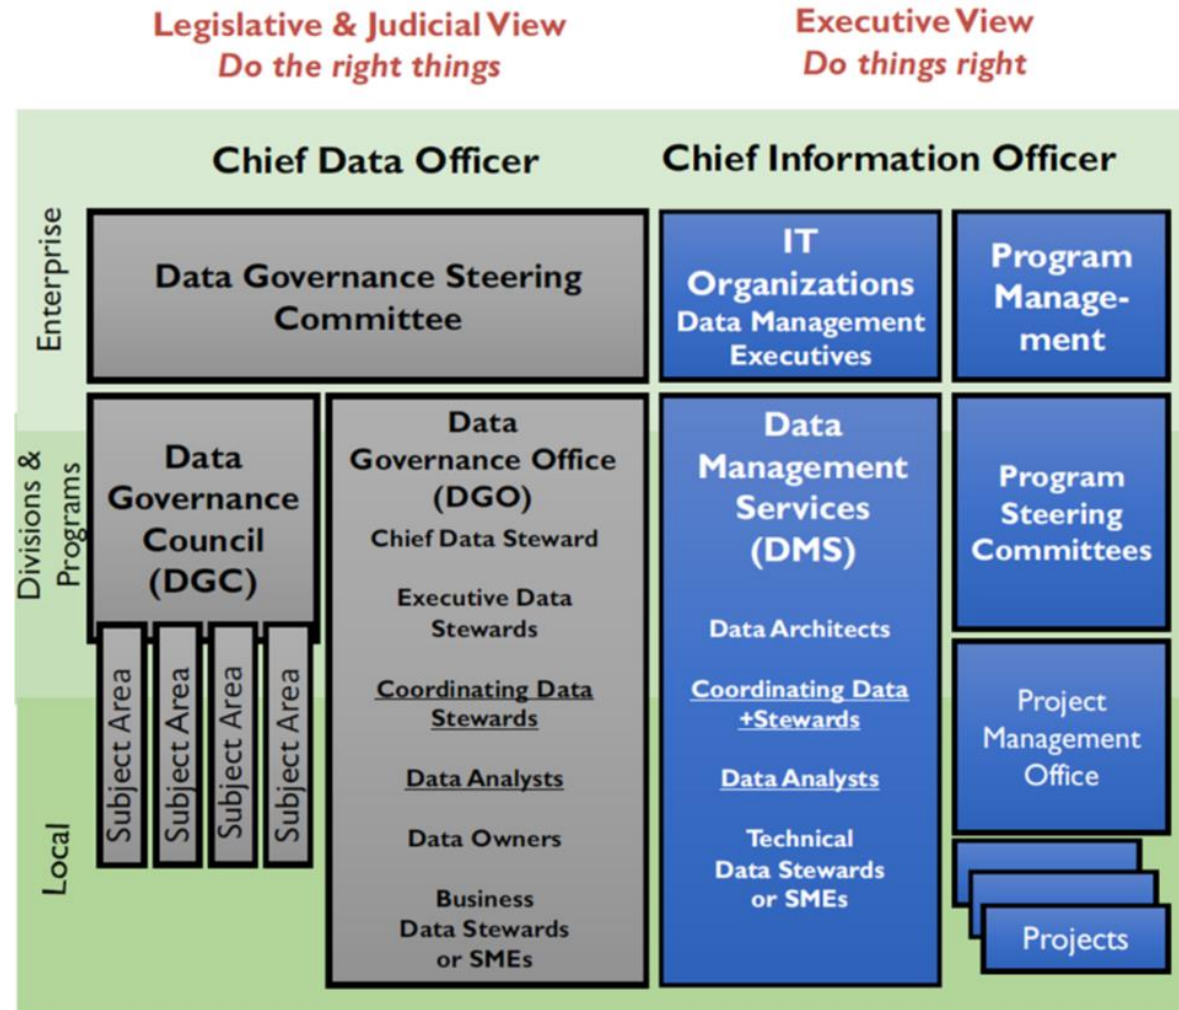 Legislative & Judicial View
Do the right things
Executive View
Do things right
Chief Data Officer
Chief Information Officer
Enterprise
Data Governance Steering
Committee
IT
Organizations
Data Management
Executives
Program
Manage-
ment
Divisions &
Programs
Data
Governance
Council
(DGC)
Subject Area
Subject Area
Subject Area
Subject Area
Data
Governance Office
(DGO)
Chief Data Steward
Executive Data
Stewards
Coordinating Data
Stewards
Data Analysts
Data Owners
Business
Data Stewards
or SMEs
Data
Management
Services
(DMS)
Data Architects
Coordinating Data
+Stewards
Data Analysts
Technical
Data Stewards
or SMEs
Program
Steering
Committees
Project
Management
Office
Projects
Local